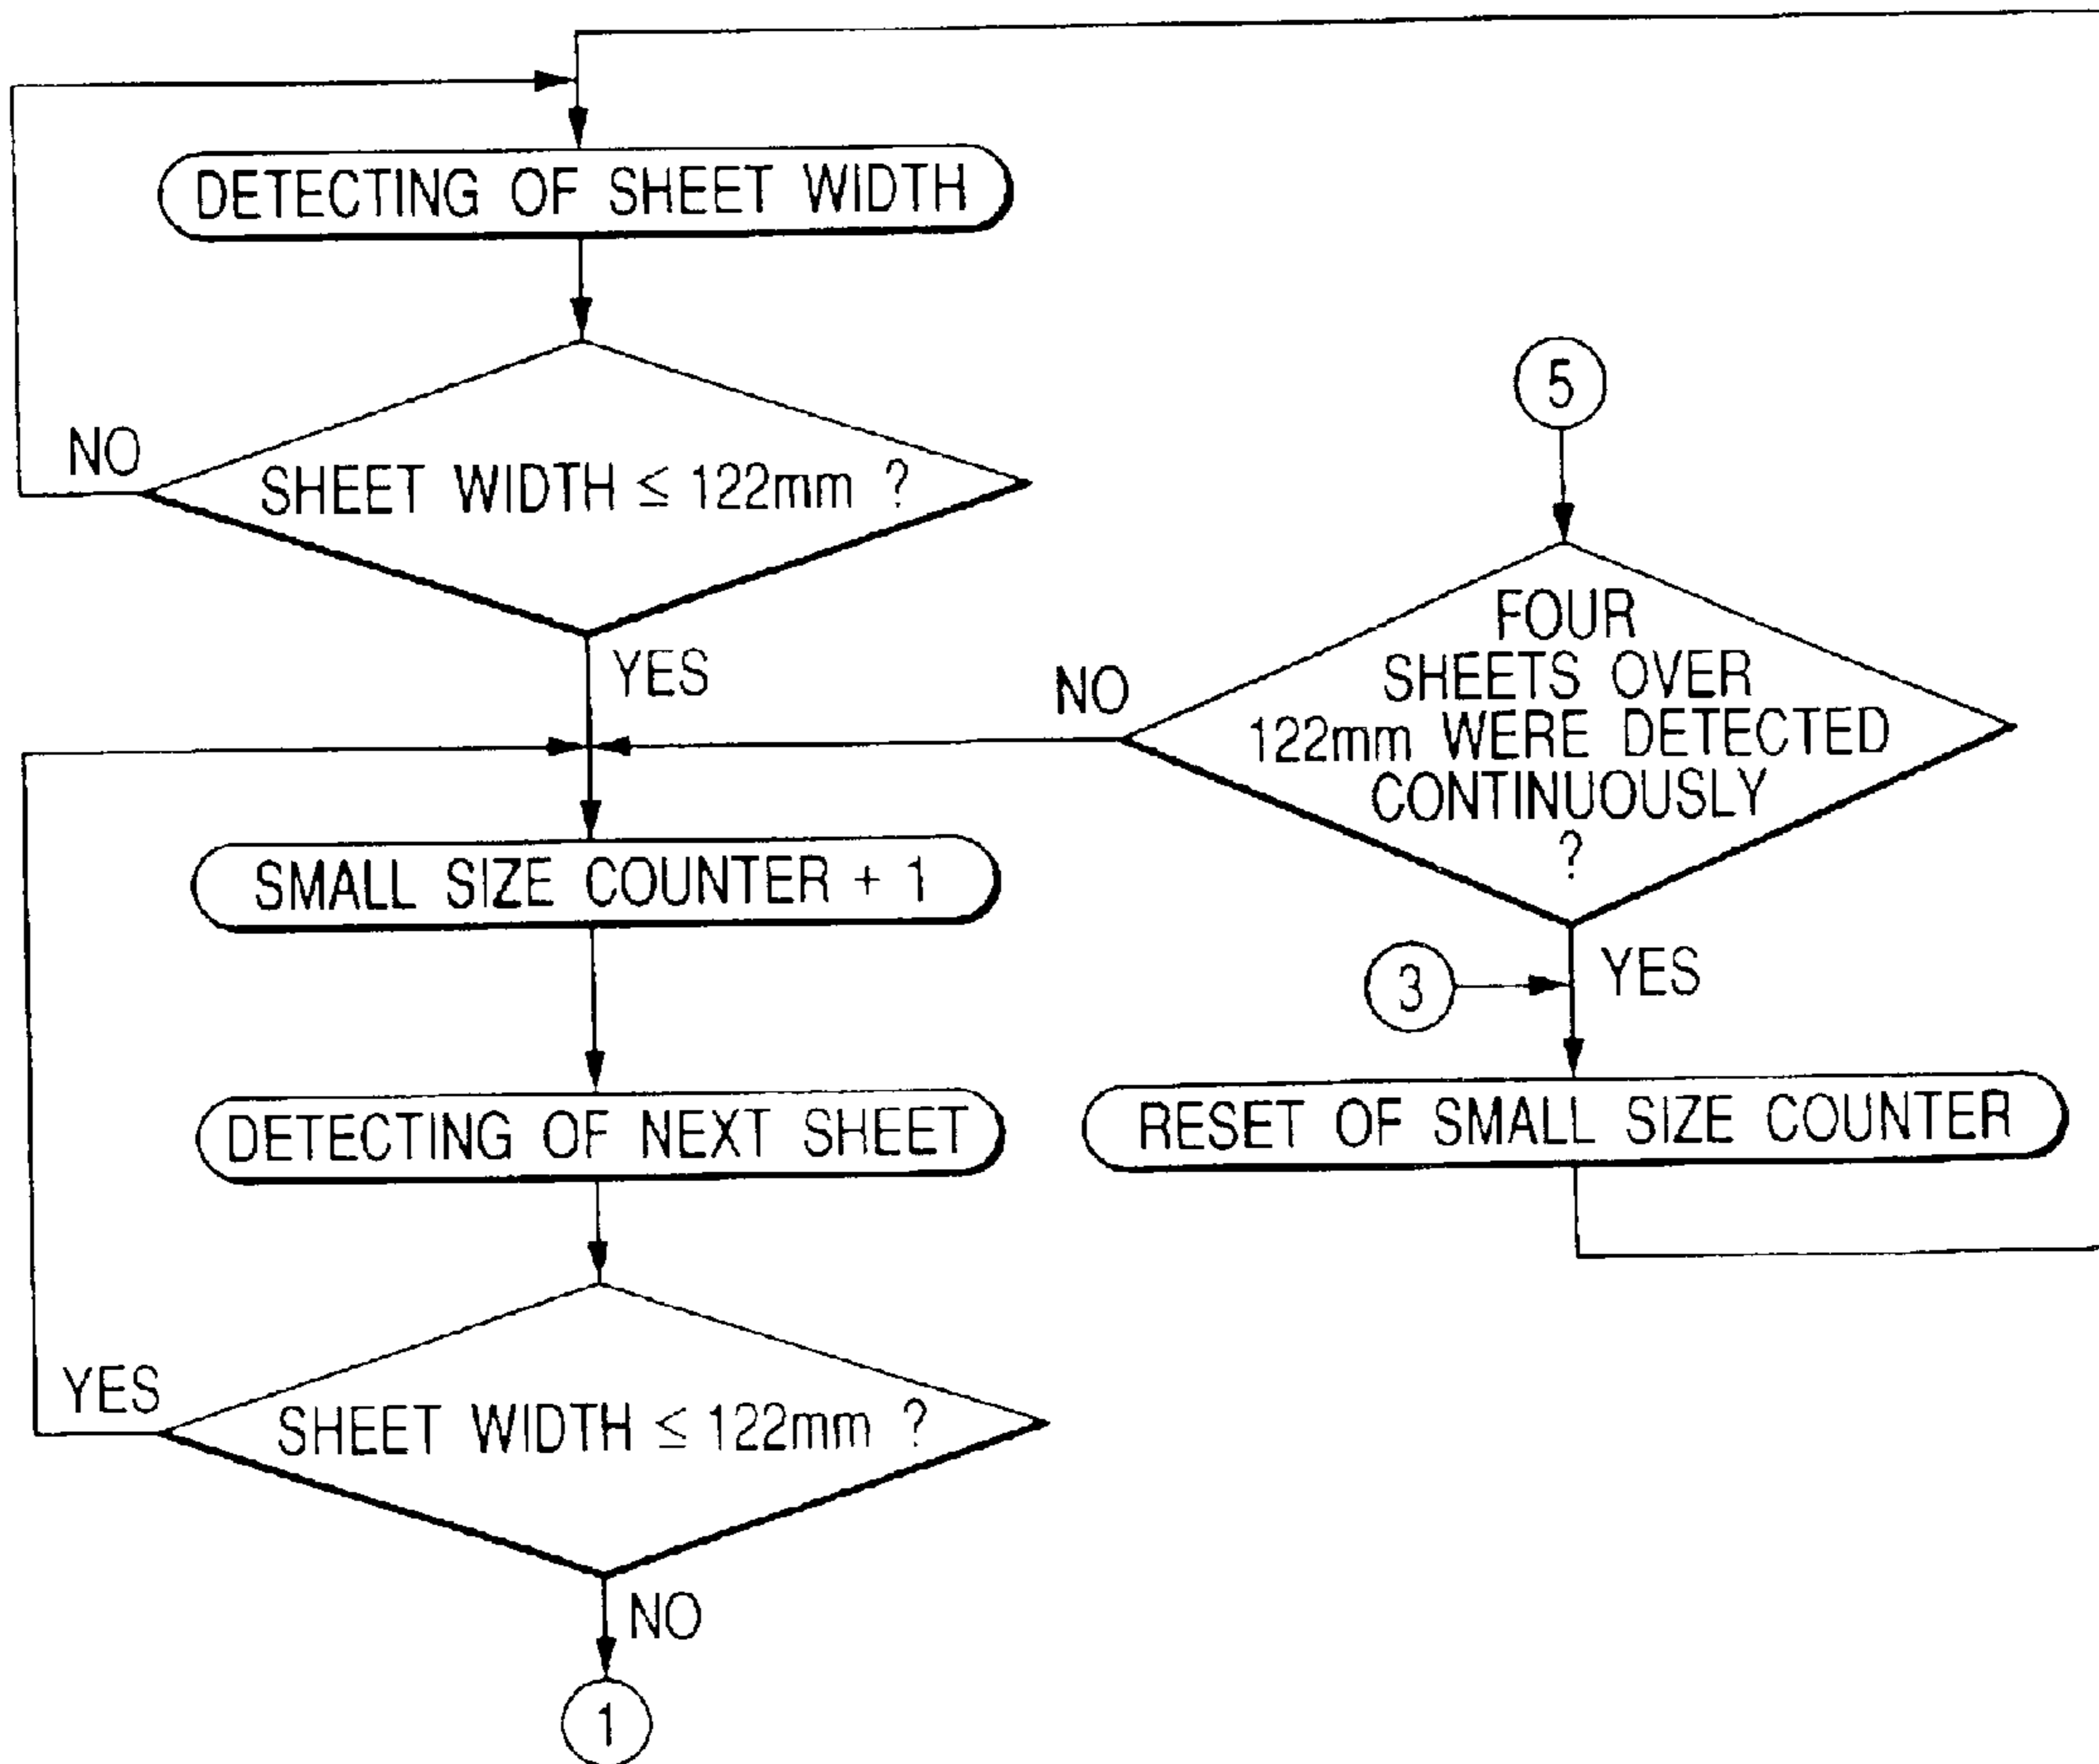 DETECTING OF SHEET WIDTH
NO
SHEET WIDTH ≤ 122mm ?
YES
SMALL SIZE COUNTER + 1
DETECTING OF NEXT SHEET
YES
SHEET WIDTH ≤ 122mm ?
NO
1
5
FOUR
SHEETS OVER
122mm WERE DETECTED
CONTINUOUSLY
?
NO
YES
3
RESET OF SMALL SIZE COUNTER